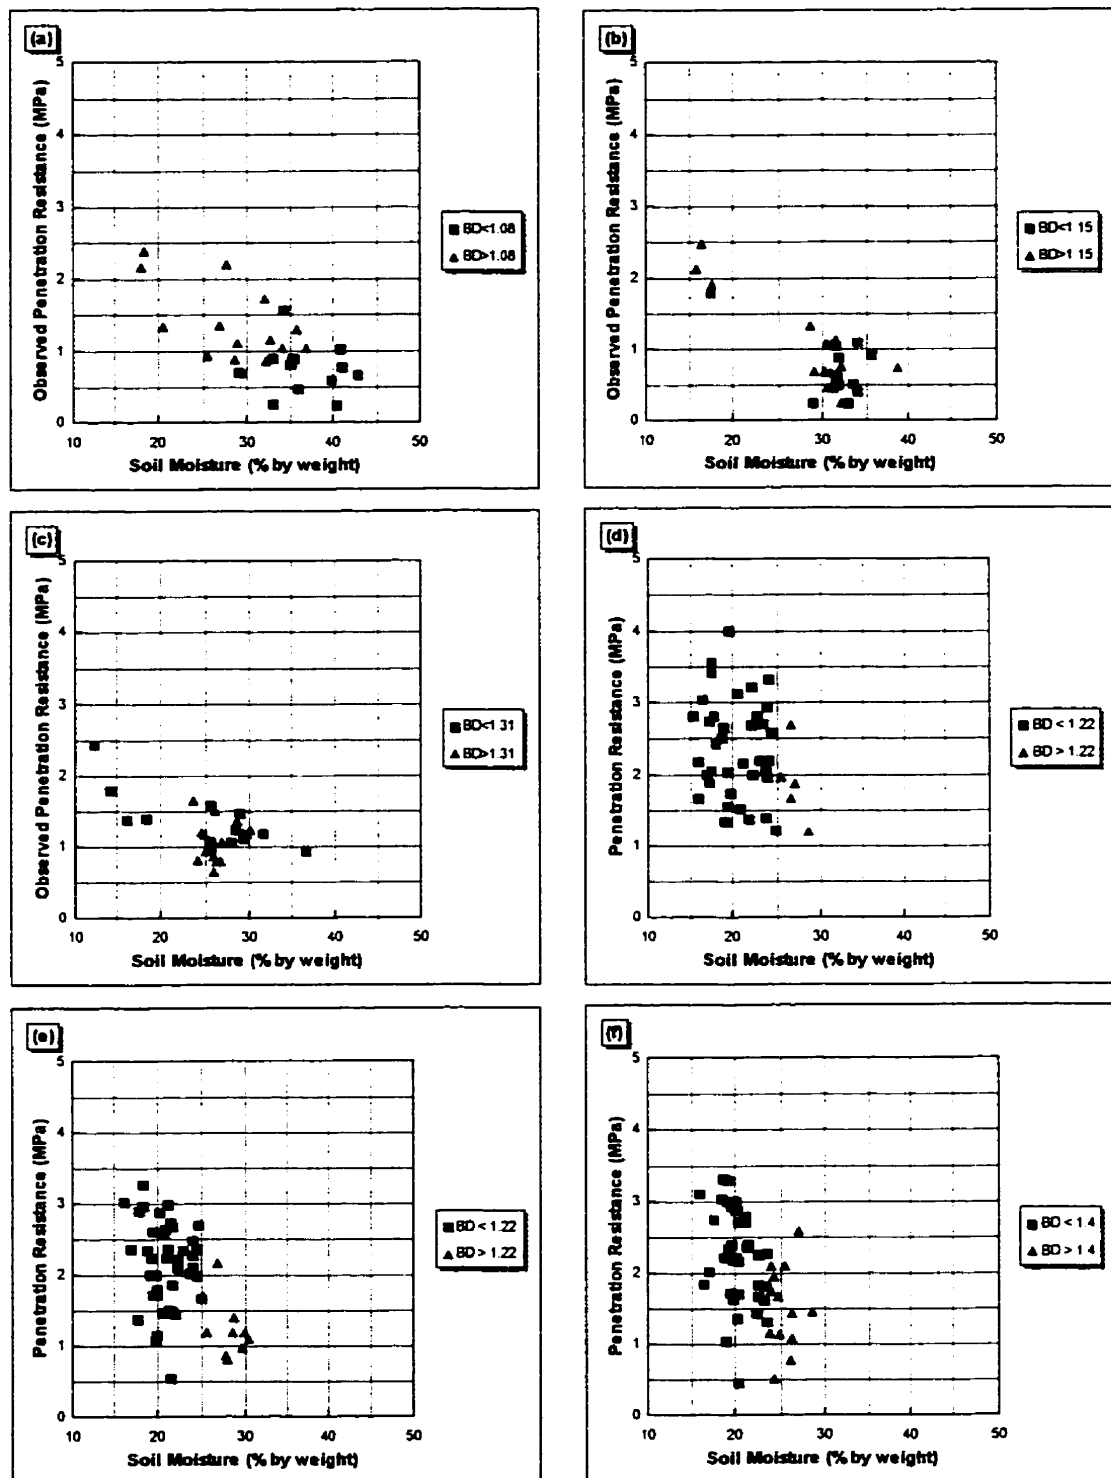 (a)
Observed Penetration Resistance (MPa)
5
4
3
2
1
0
10 20 30 40 50
Soil Moisture (% by weight)
BD<1.08
BD>1.08
(b)
Observed Penetration Resistance (MPa)
5
4
3
2
1
0
10 20 30 40 50
Soil Moisture (% by weight)
BD<1.15
BD>1.15
(c)
Observed Penetration Resistance (MPa)
5
4
3
2
1
0
10 20 30 40 50
Soil Moisture (% by weight)
BD<1.31
BD>1.31
(d)
Penetration Resistance (MPa)
5
4
3
2
1
0
10 20 30 40 50
Soil Moisture (% by weight)
BD < 1.22
BD > 1.22
(e)
Penetration Resistance (MPa)
5
4
3
2
1
0
10 20 30 40 50
Soil Moisture (% by weight)
BD < 1.22
BD > 1.22
(f)
Penetration Resistance (MPa)
5
4
3
2
1
0
10 20 30 40 50
Soil Moisture (% by weight)
BD < 1.4
BD > 1.4